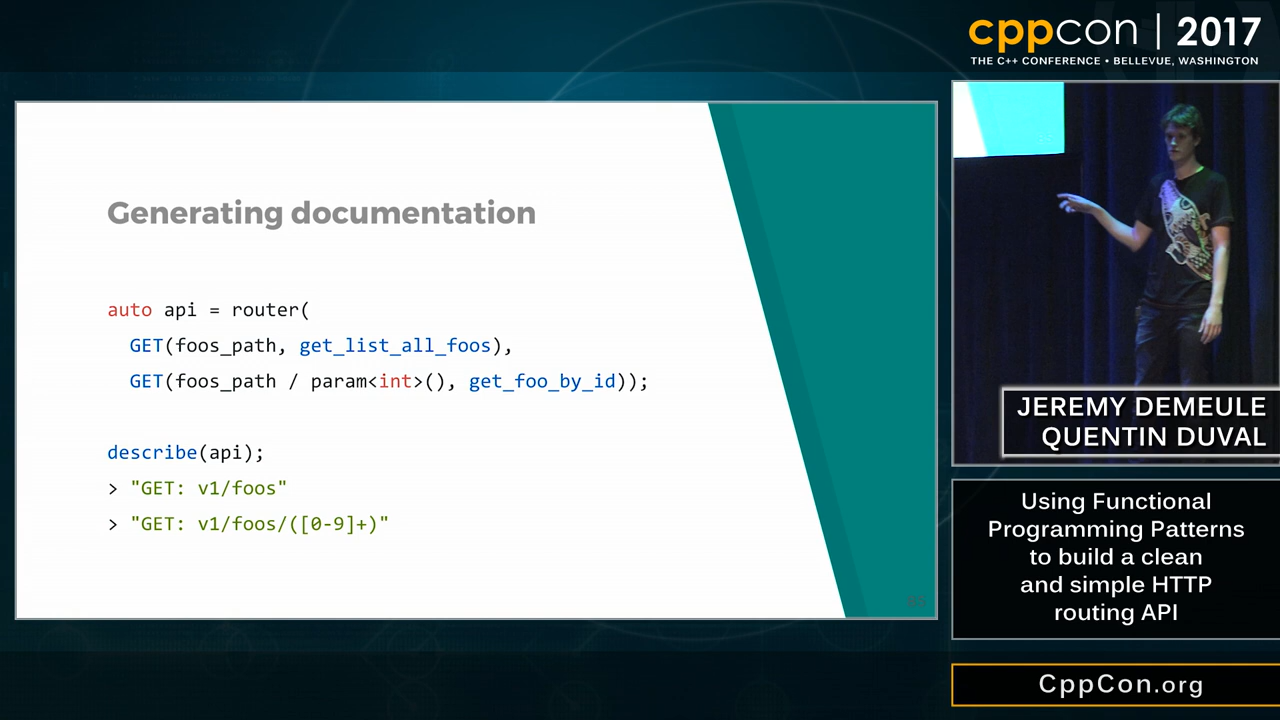 cppcon | 2017
THE C++ CONFERENCE • BELLEVUE, WASHINGTON
Generating documentation
auto api = router(
GET(foos_path, get_list_all_foos),
GET(foos_path / param<int>(), get_foo_by_id));
describe(api);
> "GET: v1/foos"
> "GET: v1/foos/([0-9]+)"
JEREMY DEMEULE
QUENTIN DUVAL
Using Functional
Programming Patterns
to build a clean
and simple HTTP
routing API
CppCon.org